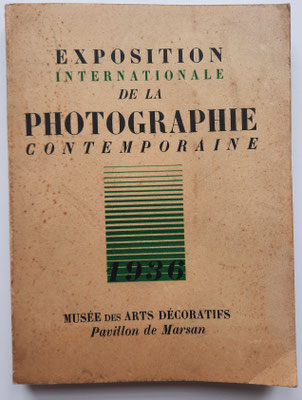 EXPOSITION
INTERNATIONALE
DE LA
PHOTOGRAPHIE
CONTEMPORAINE
1936
MUSÉE DES ARTS DÉCORATIFS
Pavillon de Marsan